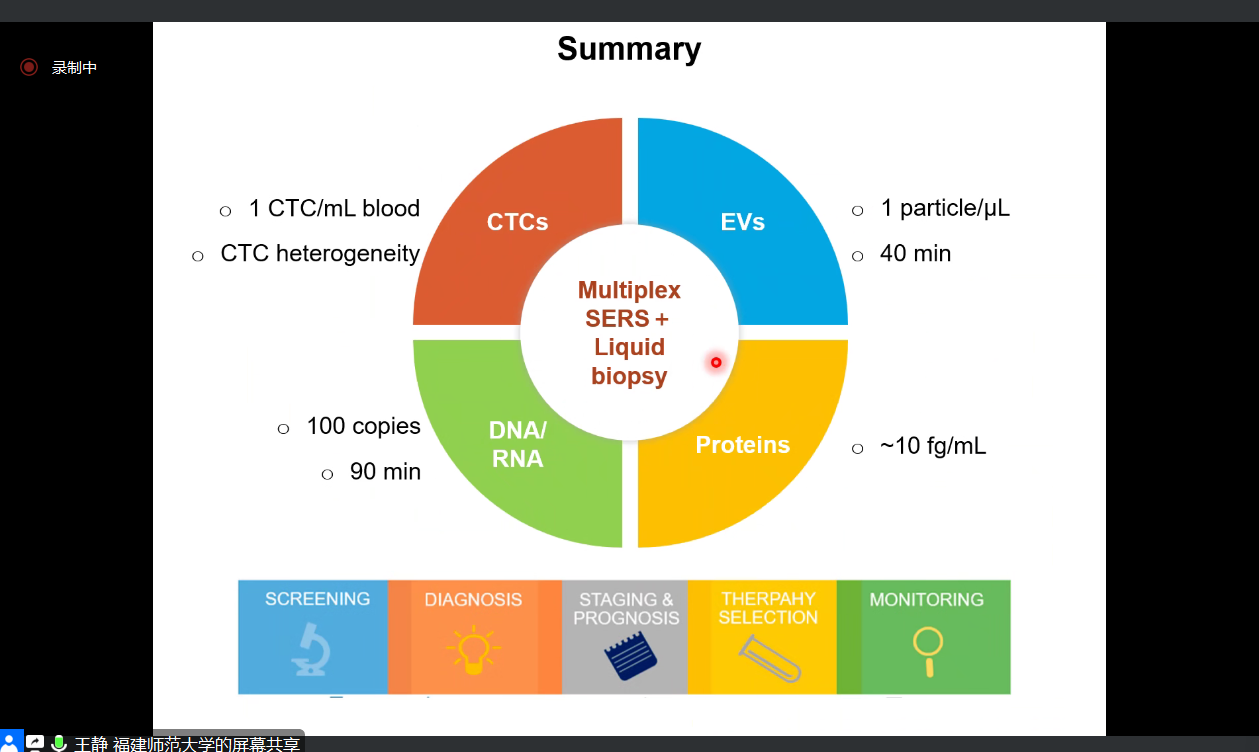 录制中
Summary
CTCs
1 CTC/mL blood
CTC heterogeneity
EVs
1 particle/µL
40 min
Multiplex
SERS +
Liquid
biopsy
DNA/
RNA
100 copies
90 min
Proteins
~10 fg/mL
SCREENING
DIAGNOSIS
STAGING &
PROGNOSIS
THERPAHY
SELECTION
MONITORING
王静 福建师范大学的屏幕共享